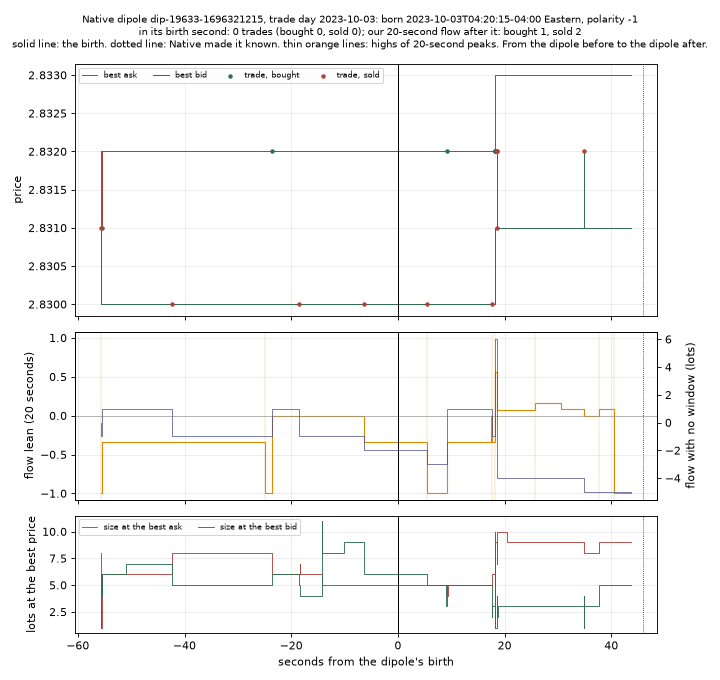 Native dipole dip-19633-1696321215, trade day 2023-10-03: born 2023-10-03T04:20:15-04:00 Eastern, polarity -1
in its birth second: 0 trades (bought 0, sold 0); our 20-second flow after it: bought 1, sold 2
solid line: the birth. dotted line: Native made it known. thin orange lines: highs of 20-second peaks. From the dipole before to the dipole after.
best ask
best bid
trade, bought
trade, sold
2.8330
2.8325
2.8320
2.8315
2.8310
2.8305
2.8300
price
1.0
0.5
0.0
−0.5
−1.0
flow lean (20 seconds)
6
4
2
0
−2
−4
flow with no window (lots)
size at the best ask
size at the best bid
10.0
7.5
5.0
2.5
lots at the best price
−60
−40
−20
0
20
40
seconds from the dipole's birth